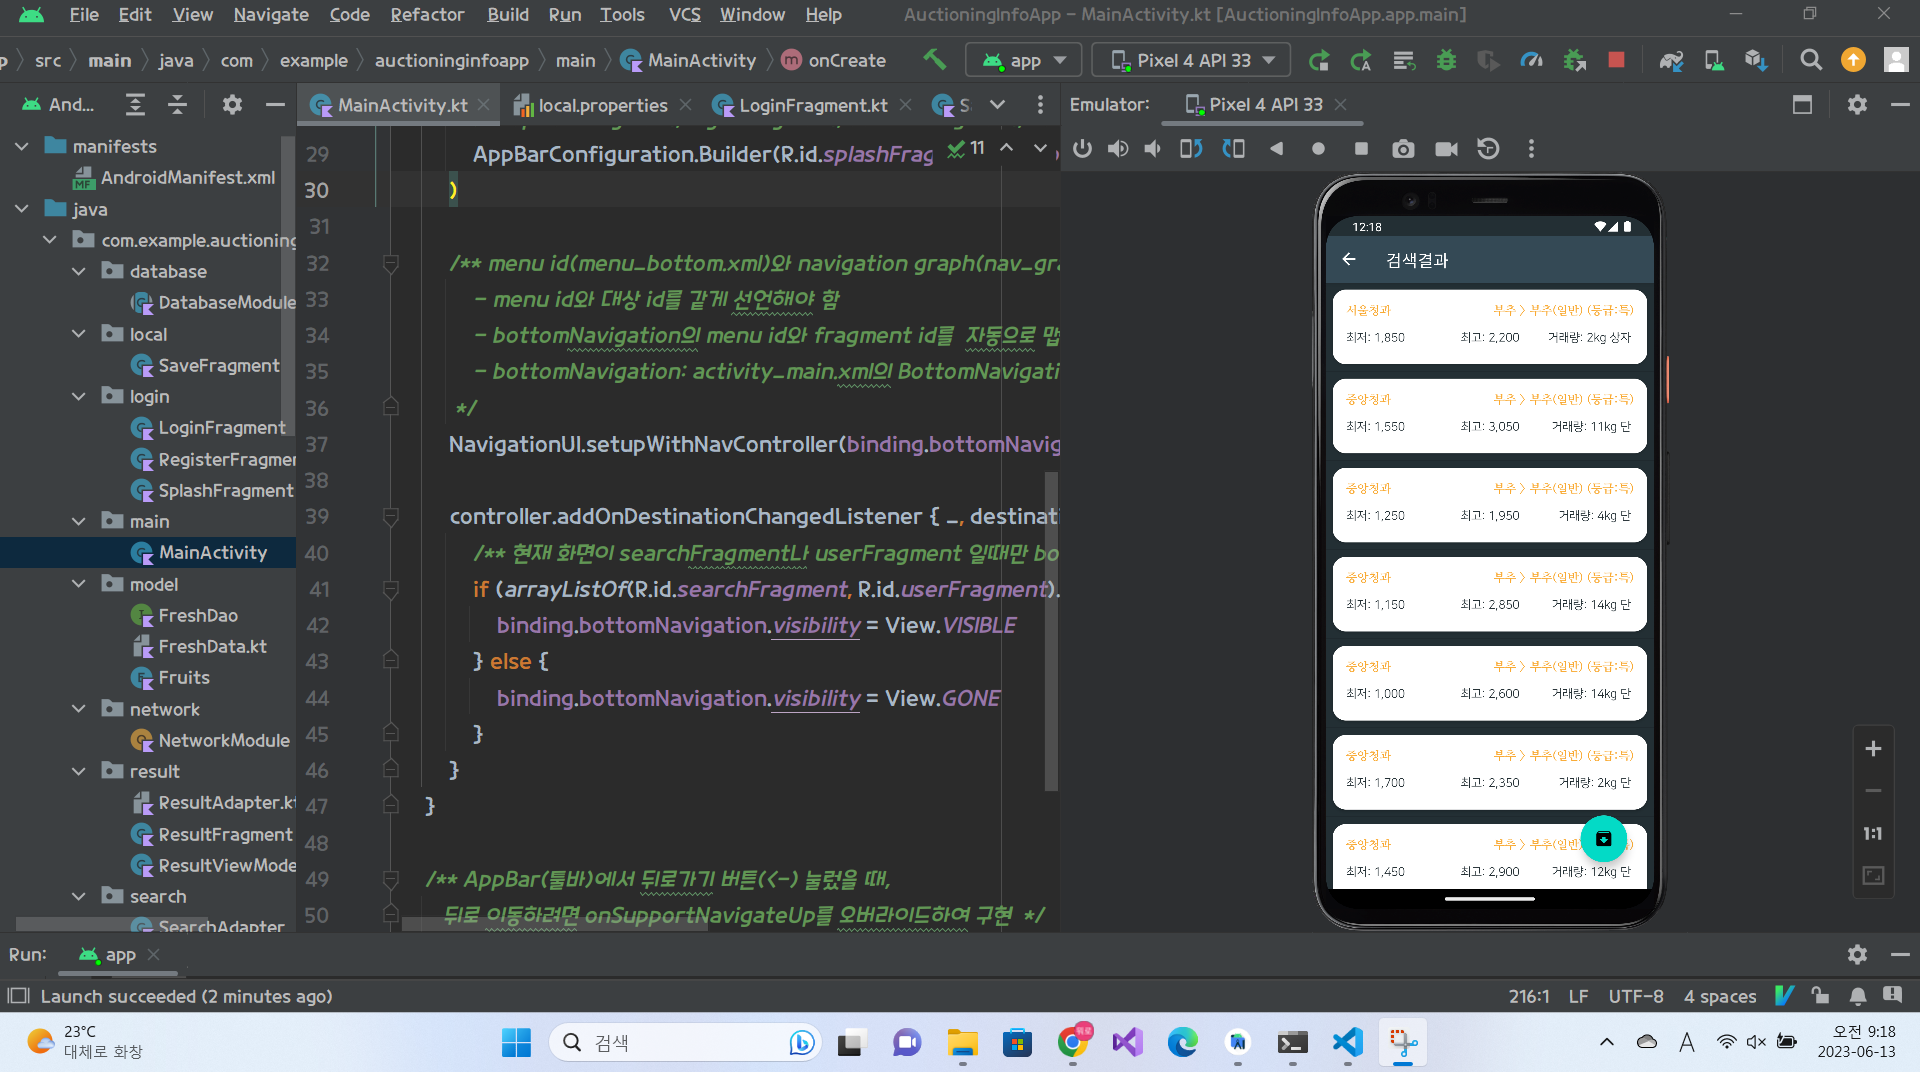 File Edit View Navigate Code Refactor Build Run Tools VCS Window Help AuctioningInfoApp – MainActivity.kt [AuctioningInfoApp.app.main]
src main java com example auctioninginfoapp main MainActivity onCreate app Pixel 4 API 33
And...
MainActivity.kt local.properties LoginFragment.kt
Emulator: Pixel 4 API 33
manifests
AndroidManifest.xml
java
com.example.auctioning
database
DatabaseModule
local
SaveFragment
login
LoginFragment
RegisterFragmen
SplashFragment
main
MainActivity
model
FreshDao
FreshData.kt
Fruits
network
NetworkModule
result
ResultAdapter.kt
ResultFragment
ResultViewMode
search
SearchAdapter
11
29 AppBarConfiguration.Builder(R.id.splashFrag
30 )
31
32 /** menu id(menu_bottom.xml)와 navigation graph(nav_gra
33 - menu id와 대상 id를 같게 선언해야 함
34 - bottomNavigation의 menu id와 fragment id를 자동으로 맵
35 - bottomNavigation: activity_main.xml의 BottomNavigati
36 */
37 NavigationUI.setupWithNavController(binding.bottomNavig
38
39 controller.addOnDestinationChangedListener { _, destinati
40 /** 현재 화면이 searchFragment나 userFragment 일때만 bo
41 if (arrayListOf(R.id.searchFragment, R.id.userFragment).
42 binding.bottomNavigation.visibility = View.VISIBLE
43 } else {
44 binding.bottomNavigation.visibility = View.GONE
45 }
46 }
47 }
48
49 /** AppBar(툴바)에서 뒤로가기 버튼(<-) 눌렀을 때,
50 뒤로 이동하려면 onSupportNavigateUp를 오버라이드하여 구현 */
12:18
검색결과
서울청과 부추 > 부추(일반) (등급:특)
최저: 1,850 최고: 2,200 거래량: 2kg 상자
중앙청과 부추 > 부추(일반) (등급:특)
최저: 1,550 최고: 3,050 거래량: 11kg 단
중앙청과 부추 > 부추(일반) (등급:특)
최저: 1,250 최고: 1,950 거래량: 4kg 단
중앙청과 부추 > 부추(일반) (등급:특)
최저: 1,150 최고: 2,850 거래량: 14kg 단
중앙청과 부추 > 부추(일반) (등급:특)
최저: 1,000 최고: 2,600 거래량: 14kg 단
중앙청과 부추 > 부추(일반) (등급:특)
최저: 1,700 최고: 2,350 거래량: 2kg 단
중앙청과 부추 > 부추(일반) 특)
최저: 1,450 최고: 2,900 거래량: 12kg 단
1:1
Run: app
Launch succeeded (2 minutes ago)
216:1 LF UTF-8 4 spaces
23°C
대체로 화창
검색
A
오전 9:18
2023-06-13